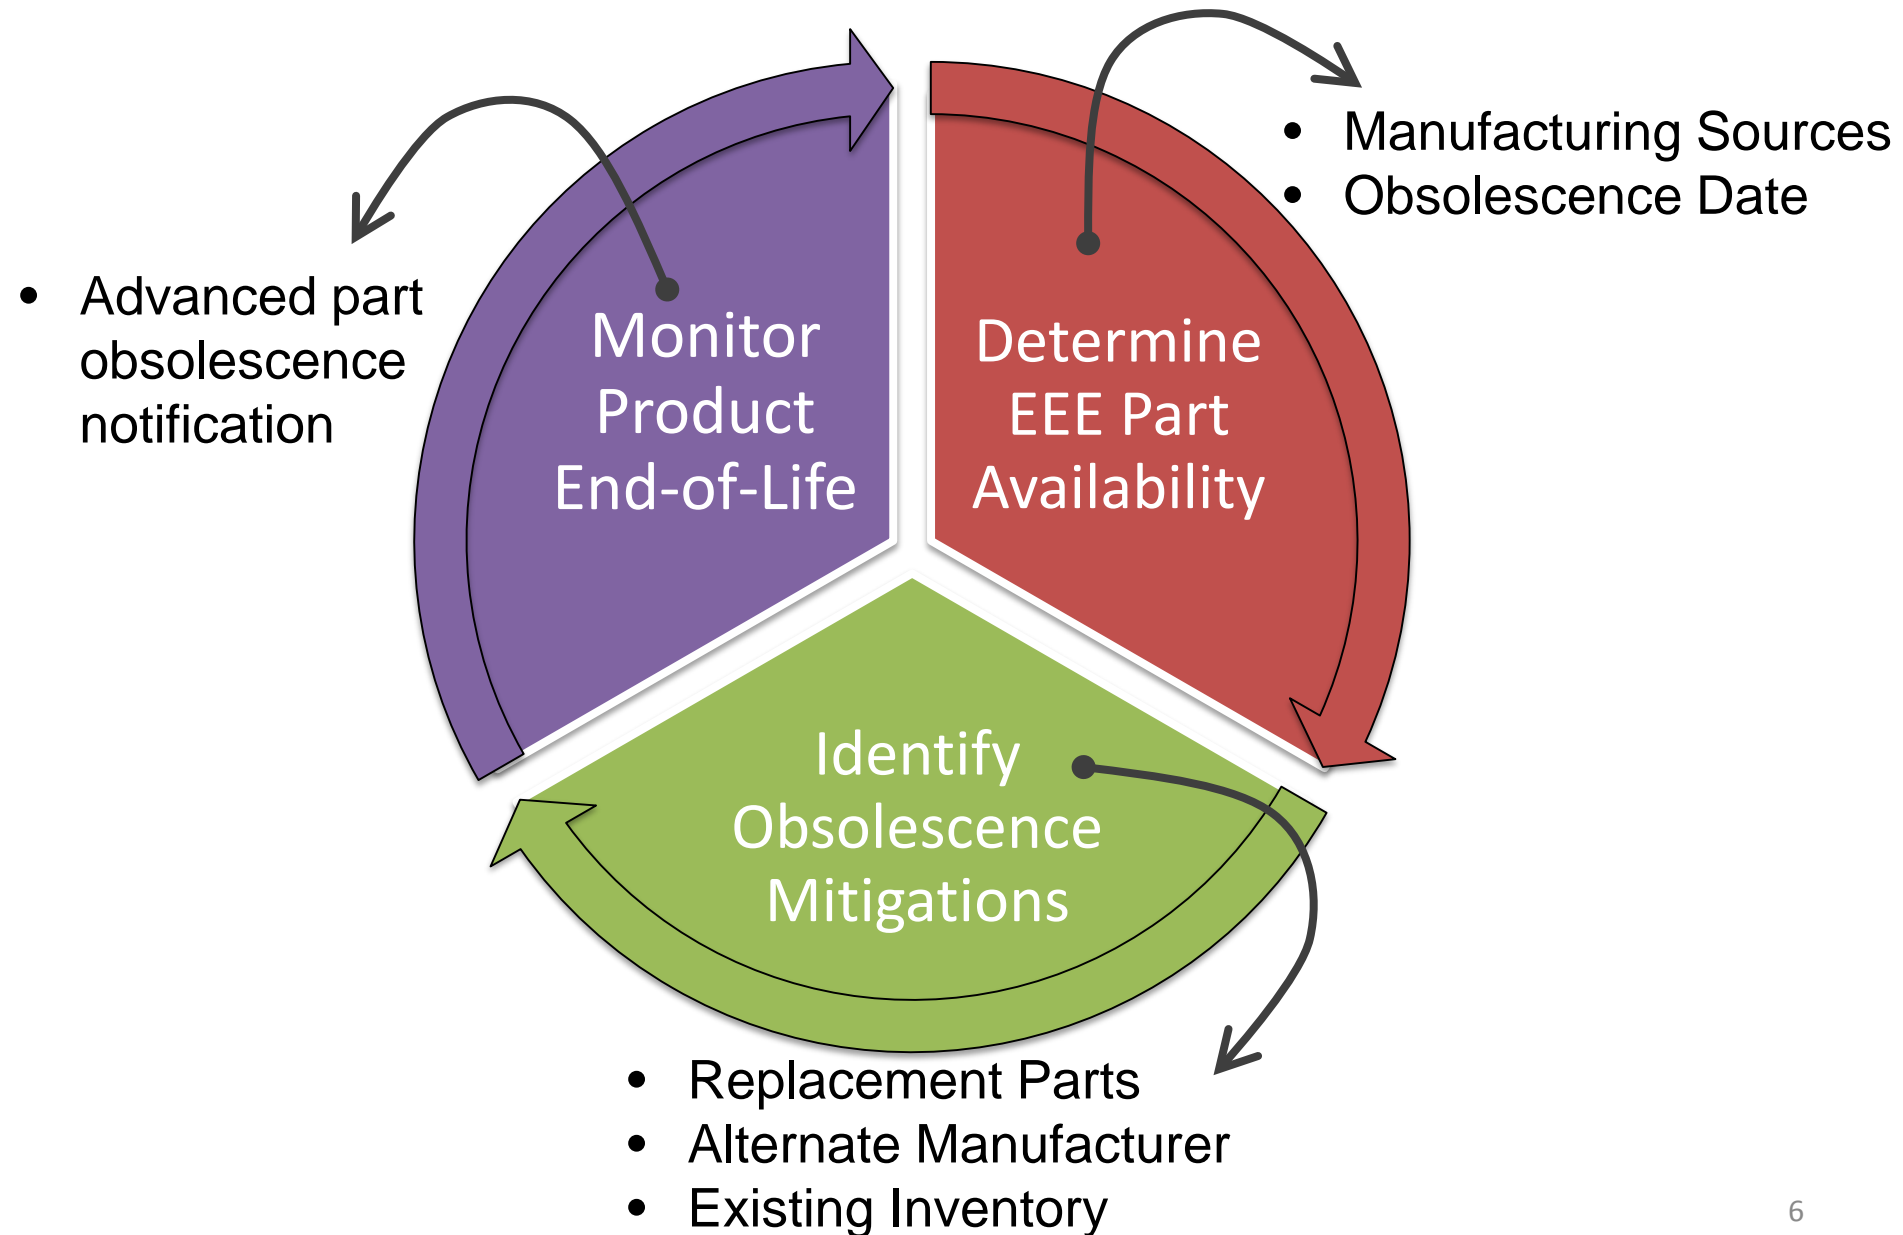 • Manufacturing Sources
• Obsolescence Date
• Advanced part
obsolescence
notification
Monitor
Product
End-of-Life
Determine
EEE Part
Availability
Identify
Obsolescence
Mitigations
• Replacement Parts
• Alternate Manufacturer
• Existing Inventory
6